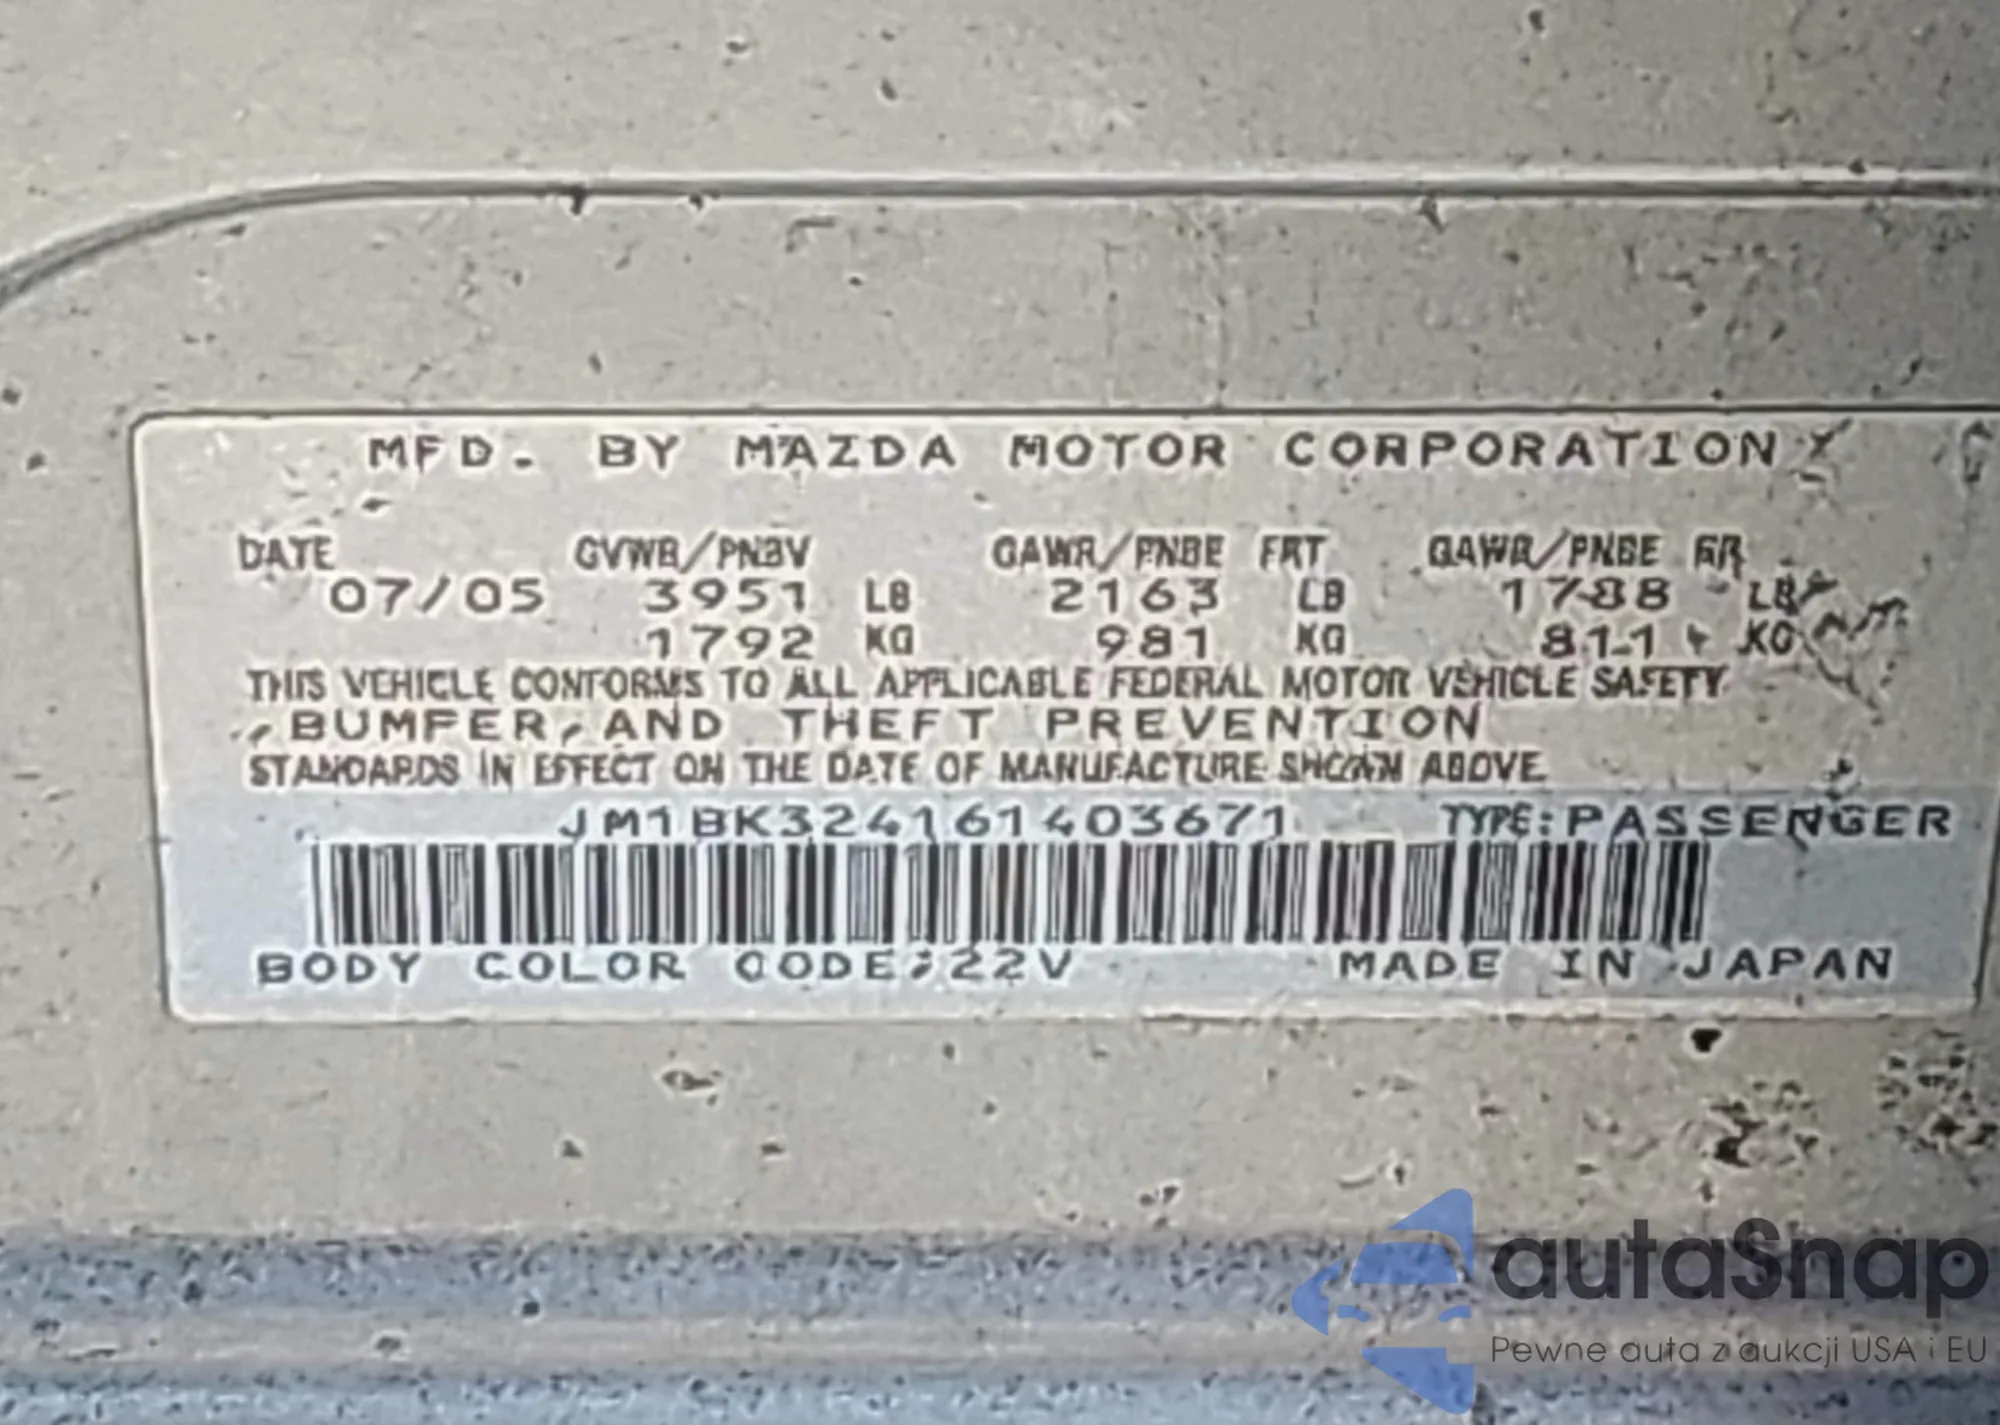 MFD. BY MAZDA MOTOR CORPORATION
DATE GVWR/PNBV GAWR/PNBE FRT GAWR/PNBE RR
07/05 3951 LB 2163 LB 1788 LB
1792 KG 981 KG 811 KG
THIS VEHICLE CONFORMS TO ALL APPLICABLE FEDERAL MOTOR VEHICLE SAFETY
, BUMPER, AND THEFT PREVENTION
STANDARDS IN EFFECT ON THE DATE OF MANUFACTURE SHOWN ABOVE
JM1BK324161403671 TYPE:PASSENGER
BODY COLOR CODE:22V MADE IN JAPAN
autaSnap
Pewne auta z aukcji USA i EU